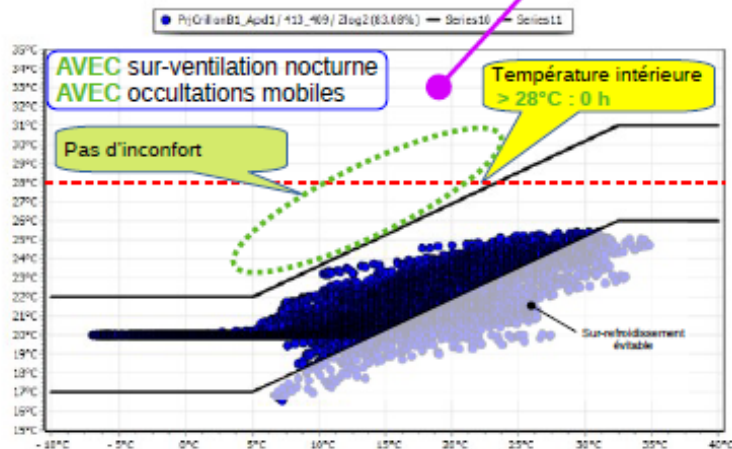 PrjCrillonB1_Apd1/ 413_409/ Zlog2 (83.08%) Series10 Series11
AVEC sur-ventilation nocturne
AVEC occultations mobiles
Température intérieure
> 28°C : 0 h
Pas d'inconfort
Sur-refroidissement
évitable
35°C
34°C
33°C
32°C
31°C
30°C
29°C
28°C
27°C
26°C
25°C
24°C
23°C
22°C
21°C
20°C
19°C
18°C
17°C
16°C
15°C
-10°C -5°C 0°C 5°C 10°C 15°C 20°C 25°C 30°C 35°C 40°C